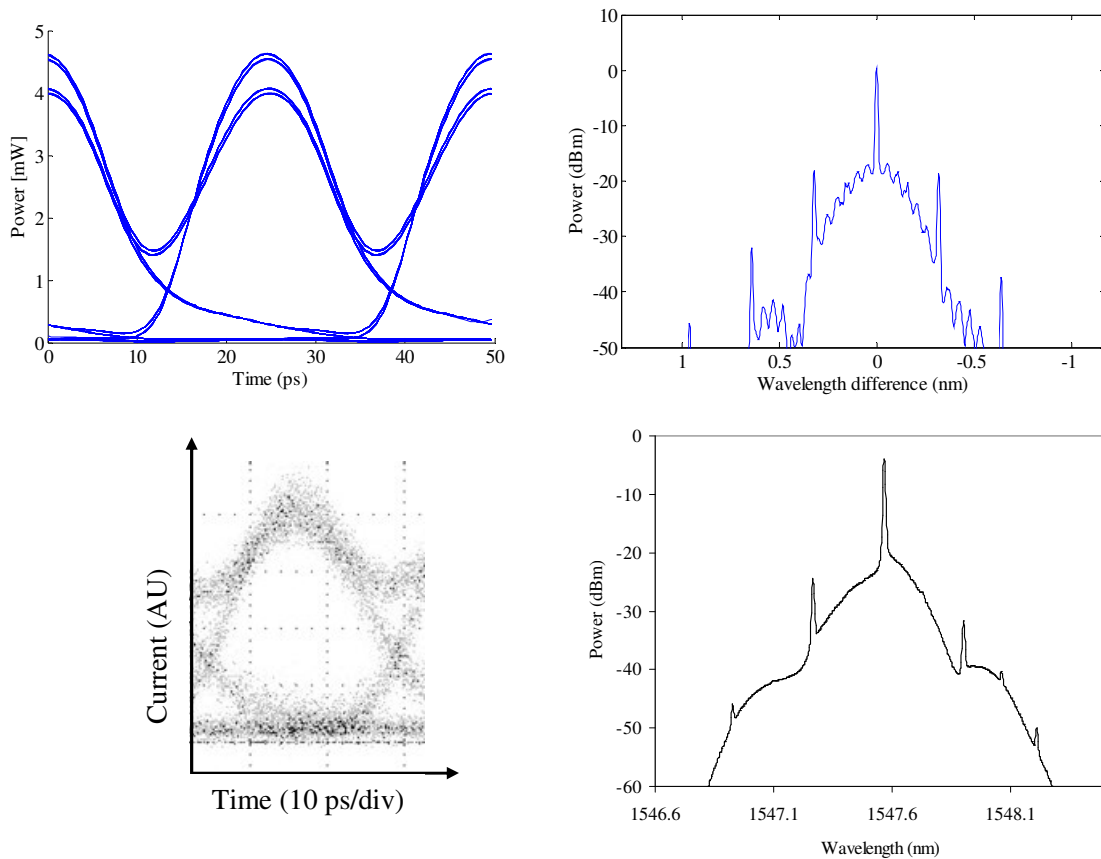 Power [mW]
5
4
3
2
1
0
0 10 20 30 40 50
Time (ps)
Power (dBm)
10
0
-10
-20
-30
-40
-50
1 0.5 0 -0.5 -1
Wavelength difference (nm)
Current (AU)
Time (10 ps/div)
Power (dBm)
0
-10
-20
-30
-40
-50
-60
1546.6 1547.1 1547.6 1548.1
Wavelength (nm)